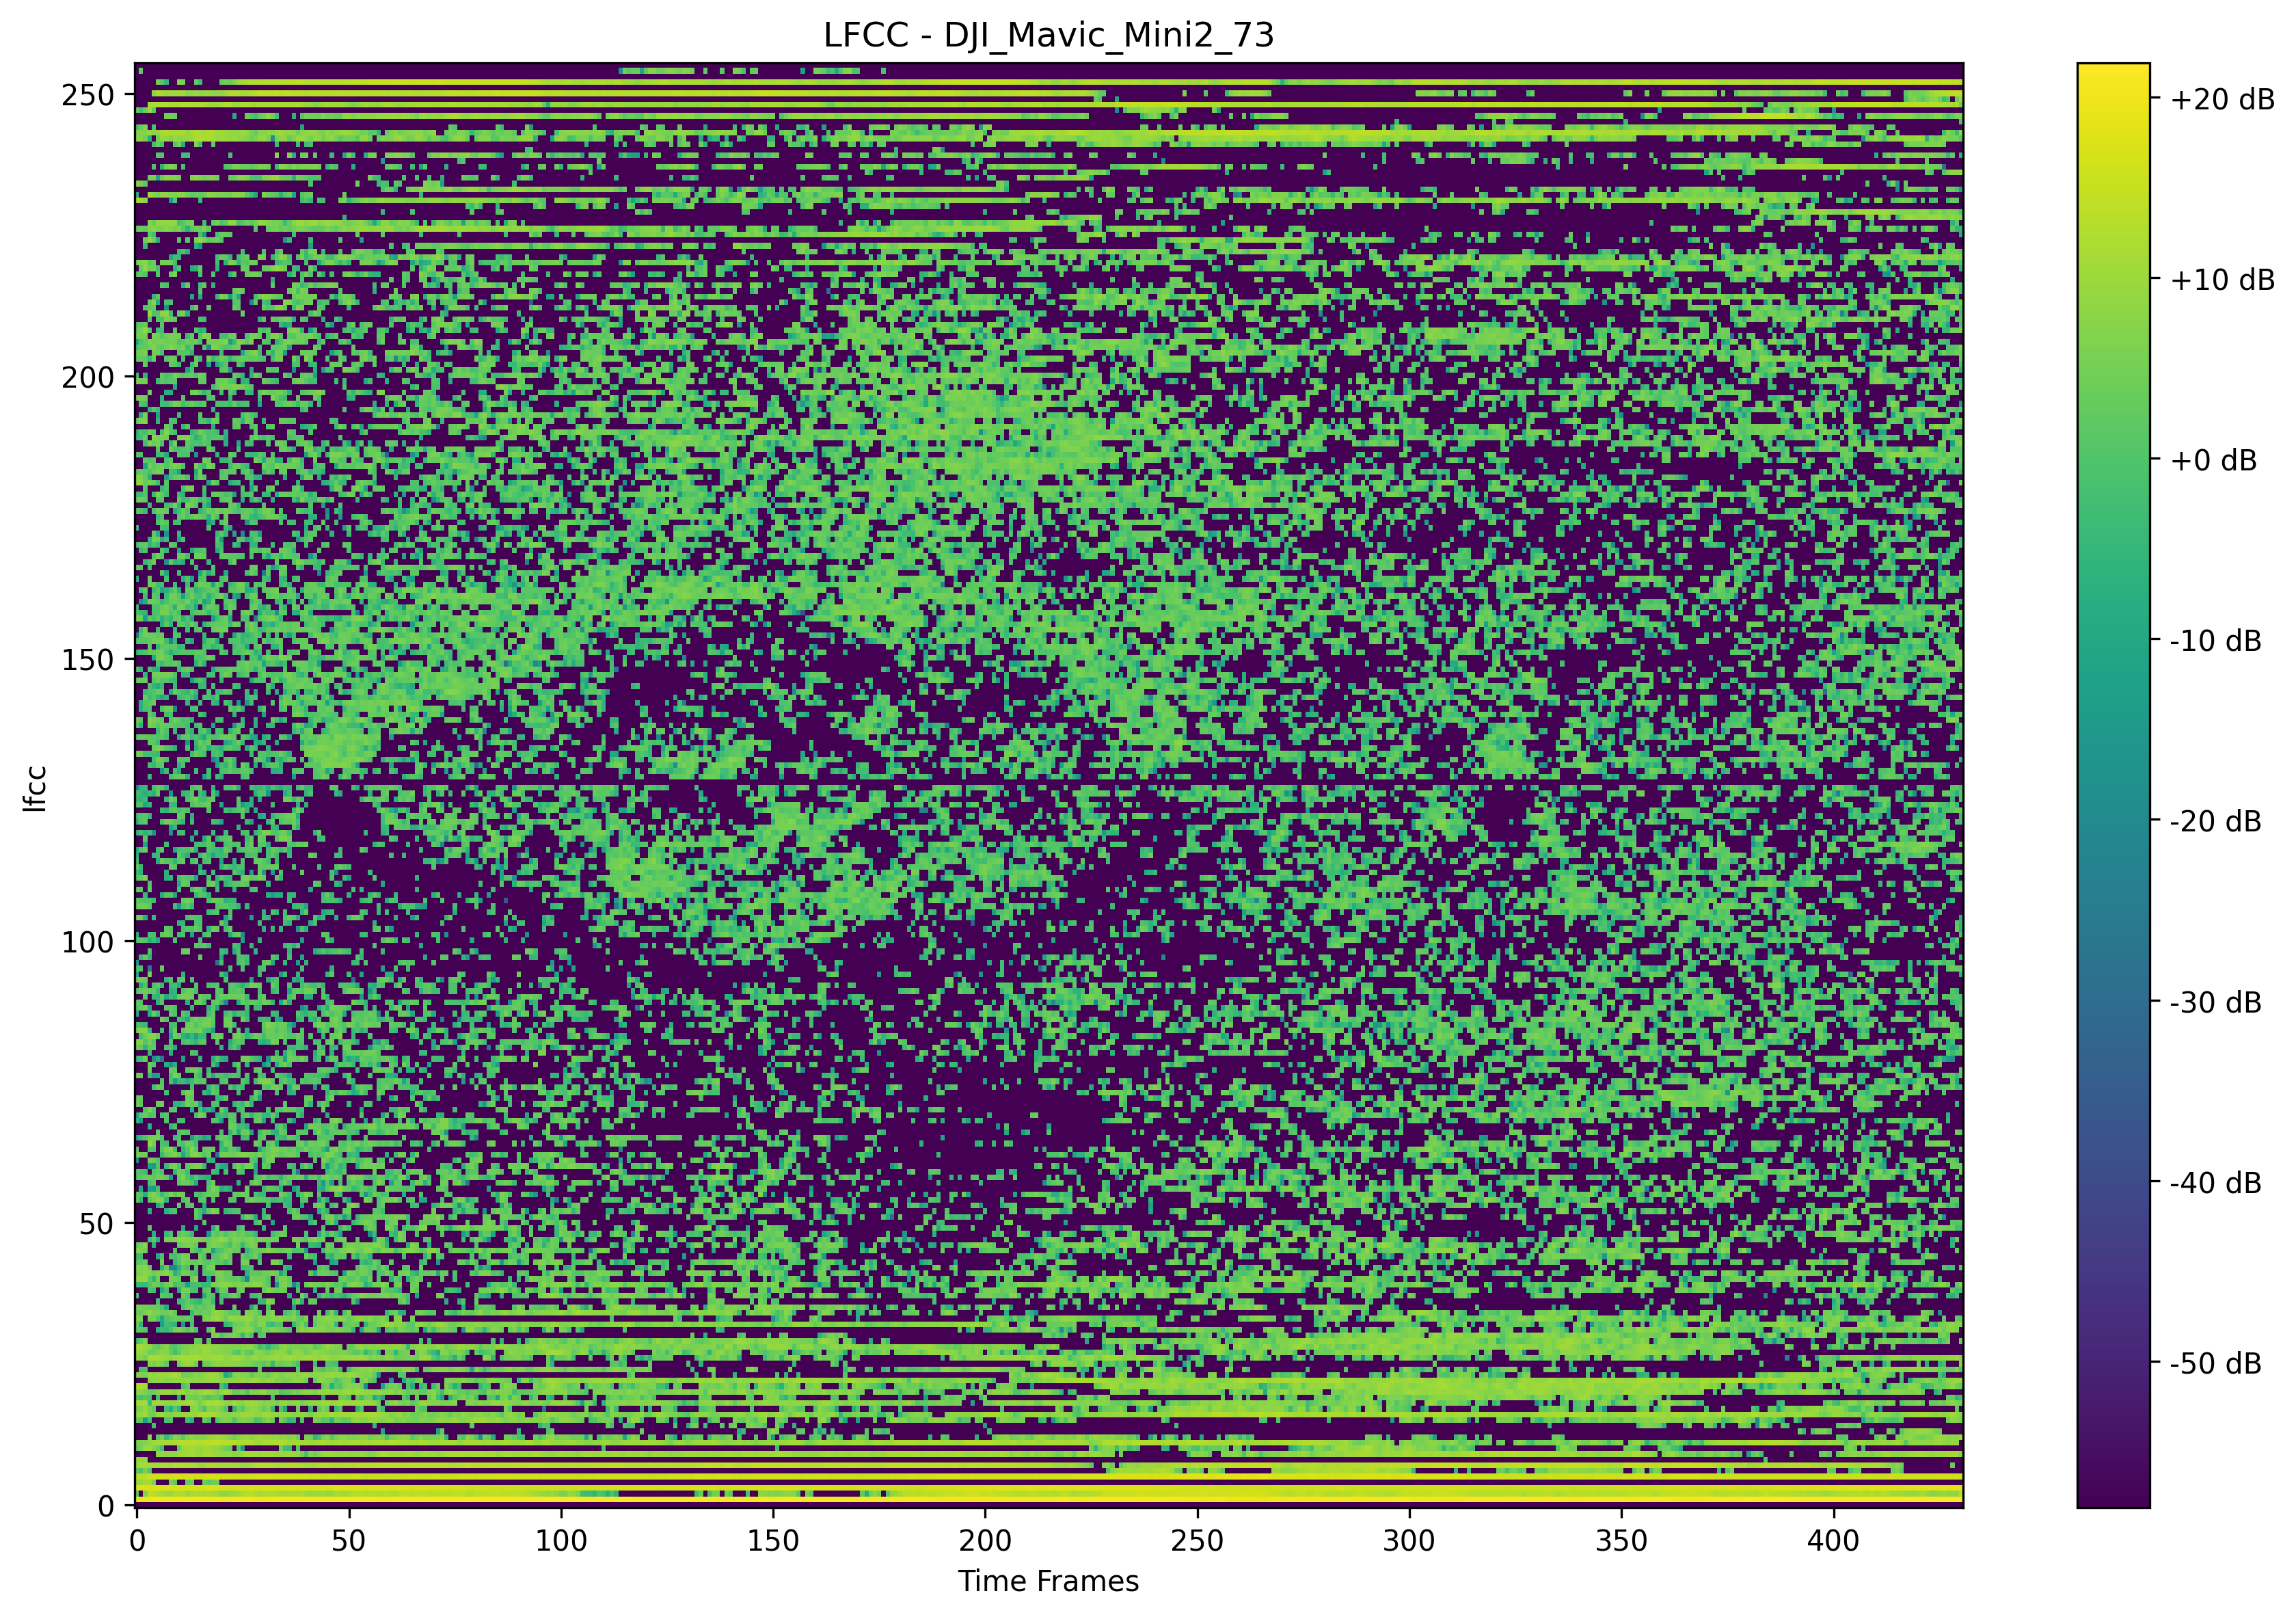 LFCC - DJI_Mavic_Mini2_73
250
200
150
100
50
0
lfcc
0 50 100 150 200 250 300 350 400
Time Frames
+20 dB
+10 dB
+0 dB
-10 dB
-20 dB
-30 dB
-40 dB
-50 dB